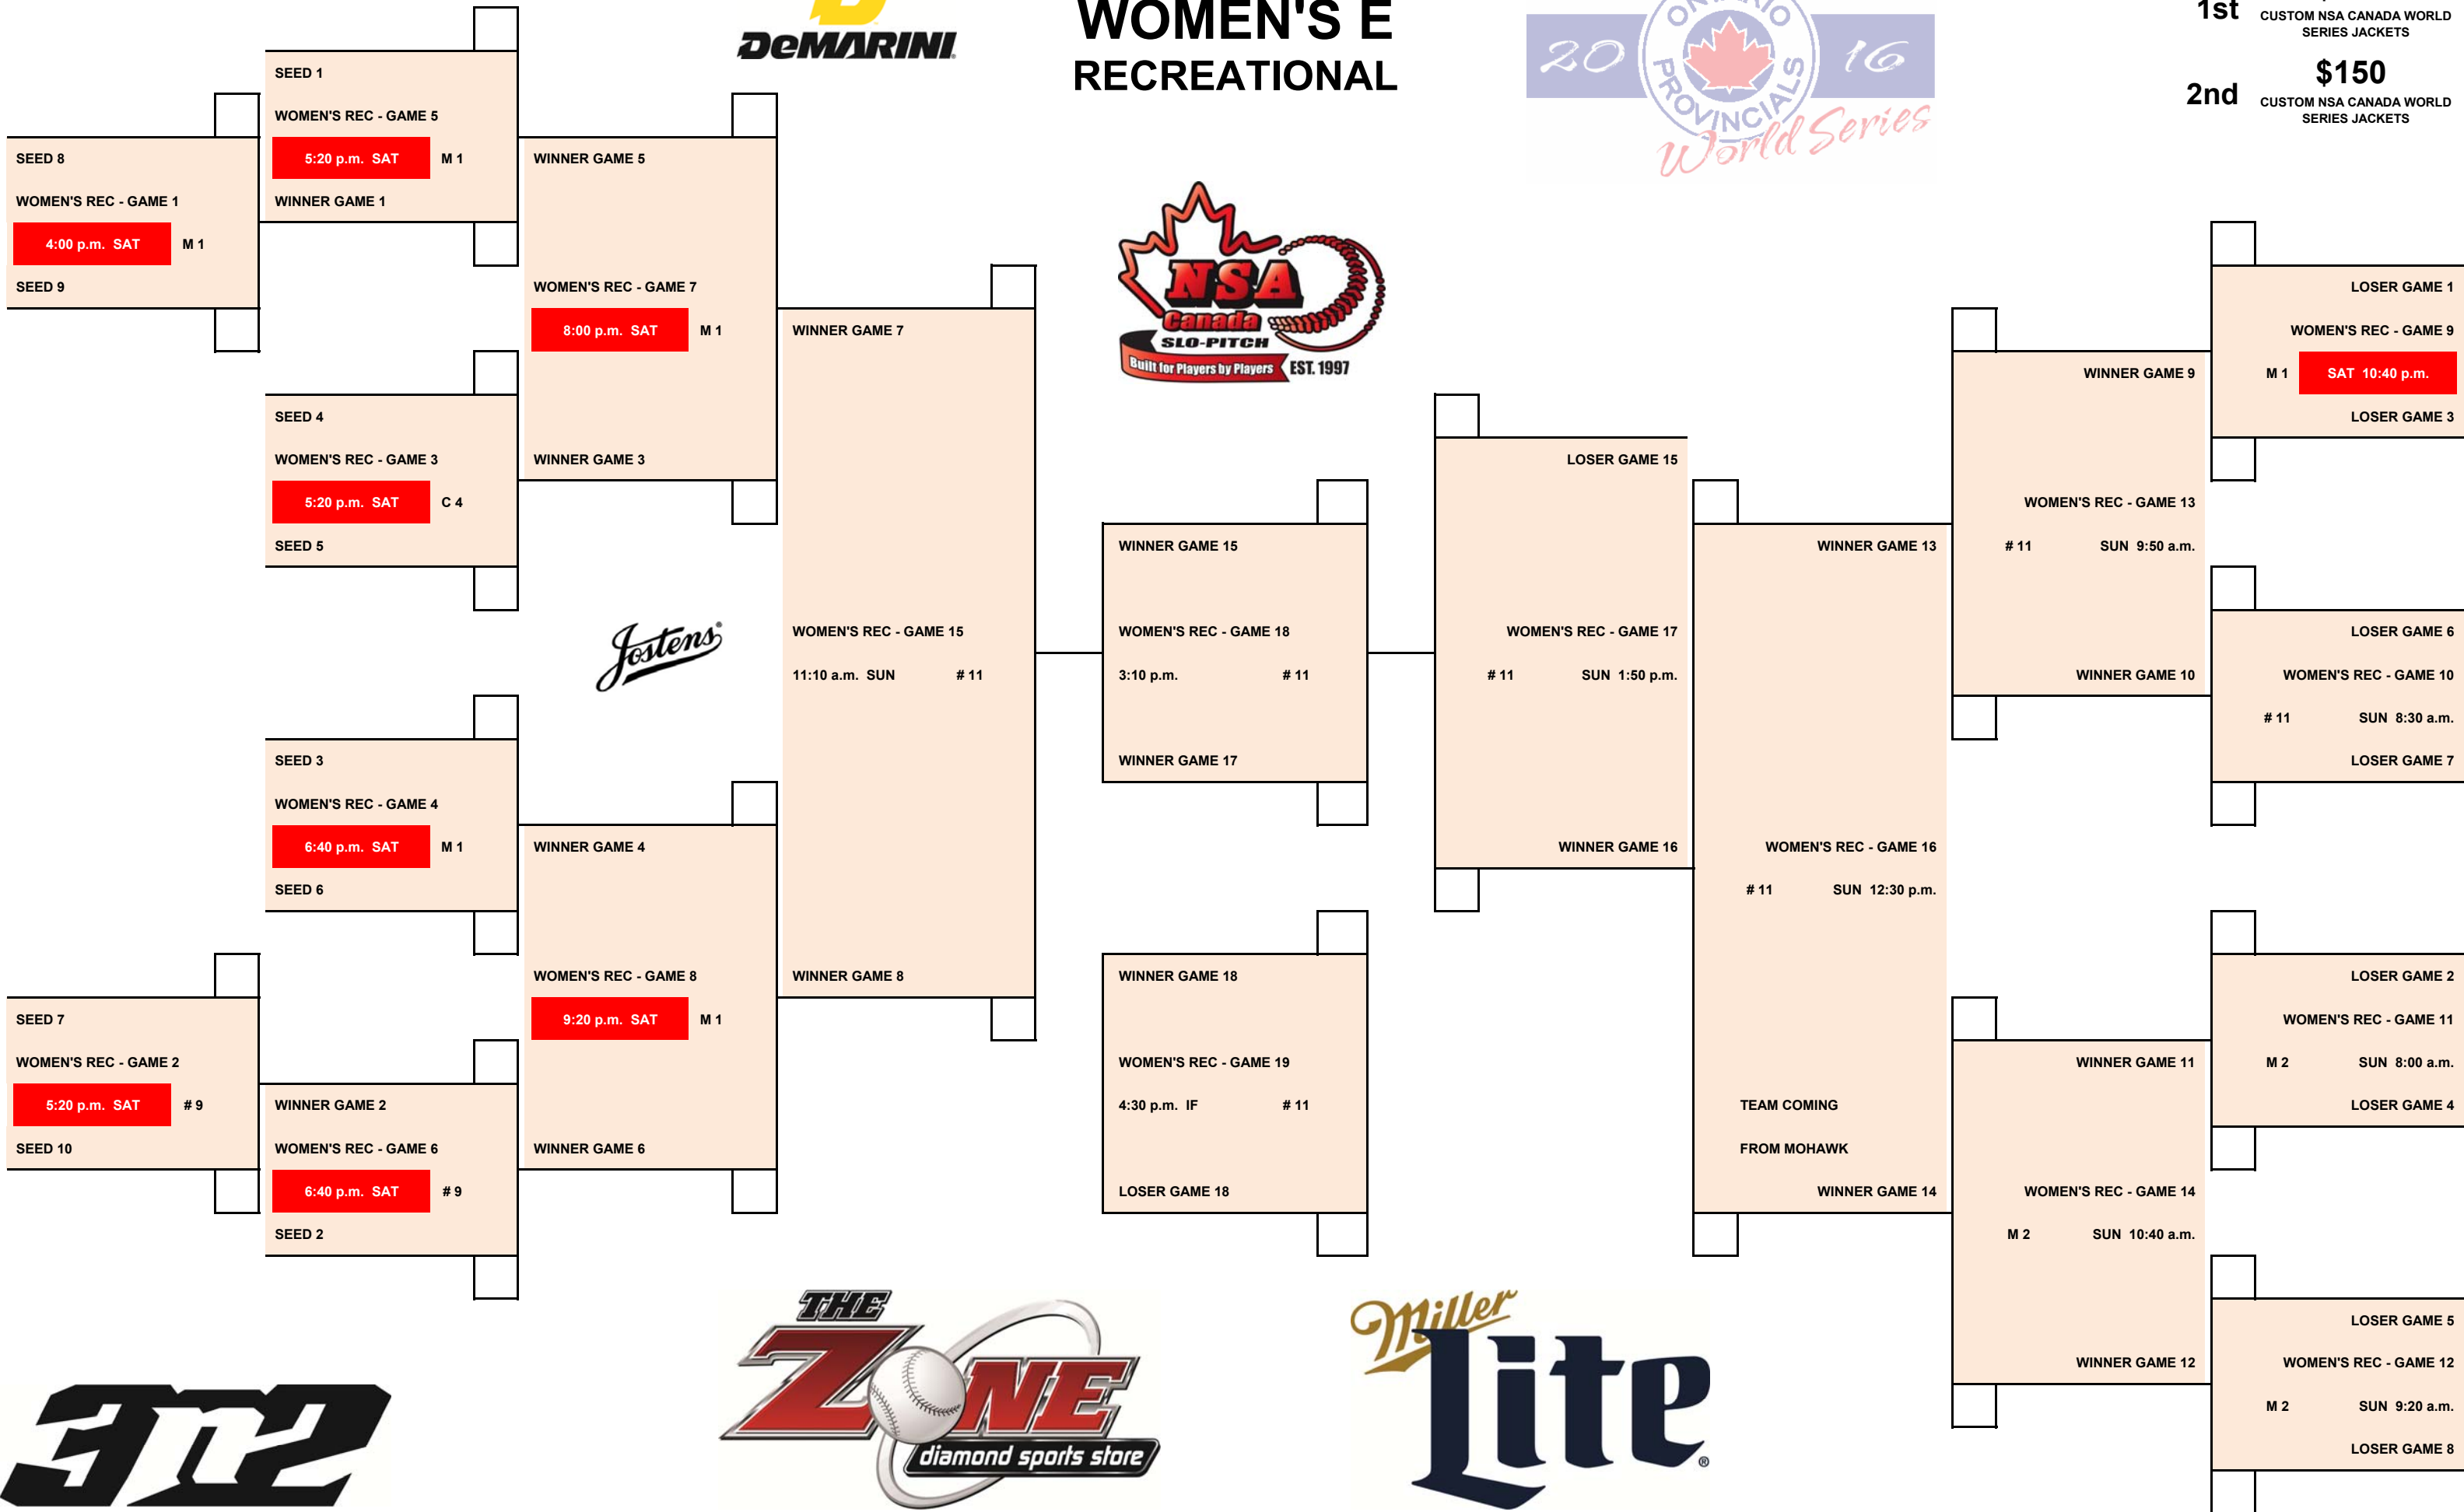 DeMARINI
WOMEN'S E
RECREATIONAL
ONTARIO
20 16
PROVINCIALS
World Series
1st
CUSTOM NSA CANADA WORLD
SERIES JACKETS
$150
2nd
CUSTOM NSA CANADA WORLD
SERIES JACKETS
SEED 8
WOMEN'S REC - GAME 1
4:00 p.m. SAT M 1
SEED 9
SEED 7
WOMEN'S REC - GAME 2
5:20 p.m. SAT # 9
SEED 10
SEED 1
WOMEN'S REC - GAME 5
5:20 p.m. SAT M 1
WINNER GAME 1
SEED 4
WOMEN'S REC - GAME 3
5:20 p.m. SAT C 4
SEED 5
SEED 3
WOMEN'S REC - GAME 4
6:40 p.m. SAT M 1
SEED 6
WINNER GAME 2
WOMEN'S REC - GAME 6
6:40 p.m. SAT # 9
SEED 2
WINNER GAME 5
WOMEN'S REC - GAME 7
8:00 p.m. SAT M 1
WINNER GAME 3
Jostens®
WINNER GAME 4
WOMEN'S REC - GAME 8
9:20 p.m. SAT M 1
WINNER GAME 6
WINNER GAME 7
WOMEN'S REC - GAME 15
11:10 a.m. SUN # 11
WINNER GAME 8
NSA
Canada
SLO-PITCH
Built for Players by Players EST. 1997
WINNER GAME 15
WOMEN'S REC - GAME 18
3:10 p.m. # 11
WINNER GAME 17
WINNER GAME 18
WOMEN'S REC - GAME 19
4:30 p.m. IF # 11
LOSER GAME 18
LOSER GAME 15
WOMEN'S REC - GAME 17
# 11 SUN 1:50 p.m.
WINNER GAME 16
WINNER GAME 13
WOMEN'S REC - GAME 16
# 11 SUN 12:30 p.m.
TEAM COMING
FROM MOHAWK
WINNER GAME 14
WINNER GAME 9
WOMEN'S REC - GAME 13
# 11 SUN 9:50 a.m.
WINNER GAME 10
WINNER GAME 11
WOMEN'S REC - GAME 14
M 2 SUN 10:40 a.m.
WINNER GAME 12
LOSER GAME 1
WOMEN'S REC - GAME 9
M 1 SAT 10:40 p.m.
LOSER GAME 3
LOSER GAME 6
WOMEN'S REC - GAME 10
# 11 SUN 8:30 a.m.
LOSER GAME 7
LOSER GAME 2
WOMEN'S REC - GAME 11
M 2 SUN 8:00 a.m.
LOSER GAME 4
LOSER GAME 5
WOMEN'S REC - GAME 12
M 2 SUN 9:20 a.m.
LOSER GAME 8
3n2
THE
ZONE
diamond sports store
Miller
Lite®